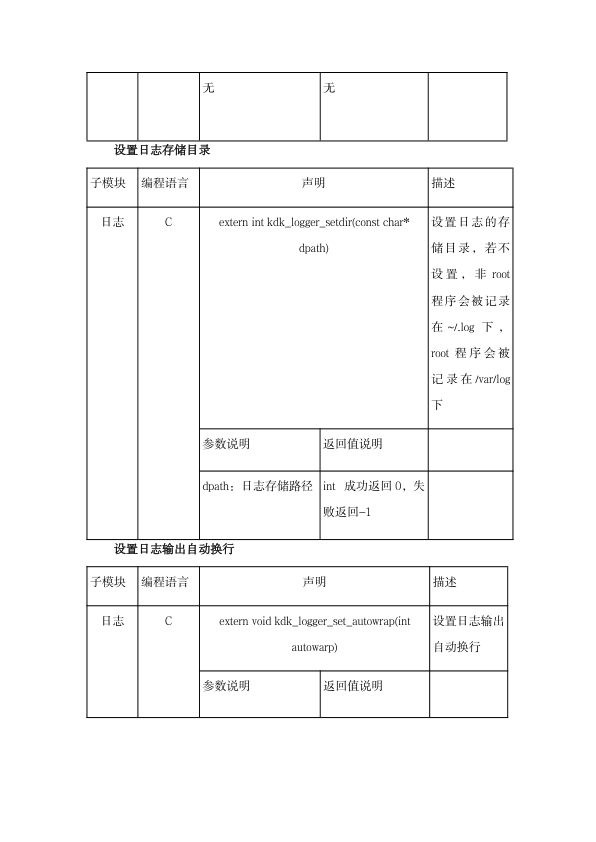 无 无
设置日志存储目录
子模块 编程语言 声明 描述
日志 C extern int kdk_logger_setdir(const char* 设置日志的存
dpath) 储目录，若不
设置，非 root
程序会被记录
在 ~/.log 下，
root 程序会被
记录在/var/log
下
参数说明 返回值说明
dpath：日志存储路径 int 成功返回 0，失
败返回-1
设置日志输出自动换行
子模块 编程语言 声明 描述
日志 C extern void kdk_logger_set_autowrap(int 设置日志输出
autowarp) 自动换行
参数说明 返回值说明